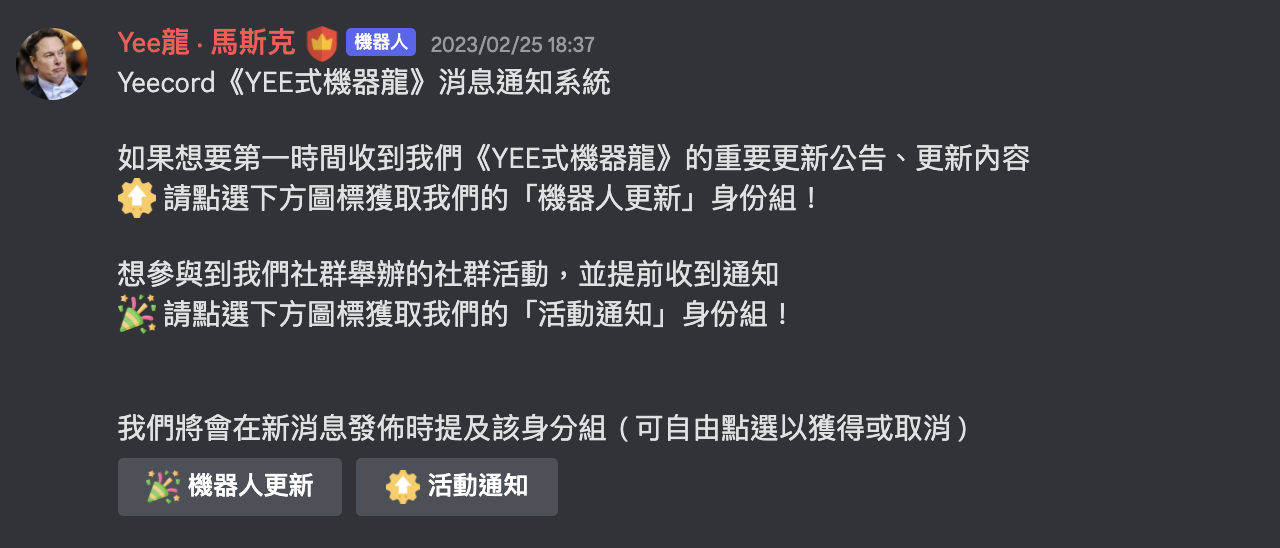 Yee龍 · 馬斯克 機器人 2023/02/25 18:37
Yeecord《YEE式機器龍》消息通知系統
如果想要第一時間收到我們《YEE式機器龍》的重要更新公告、更新內容
請點選下方圖標獲取我們的「機器人更新」身份組！
想參與到我們社群舉辦的社群活動，並提前收到通知
請點選下方圖標獲取我們的「活動通知」身份組！
我們將會在新消息發佈時提及該身分組（可自由點選以獲得或取消）
機器人更新 活動通知